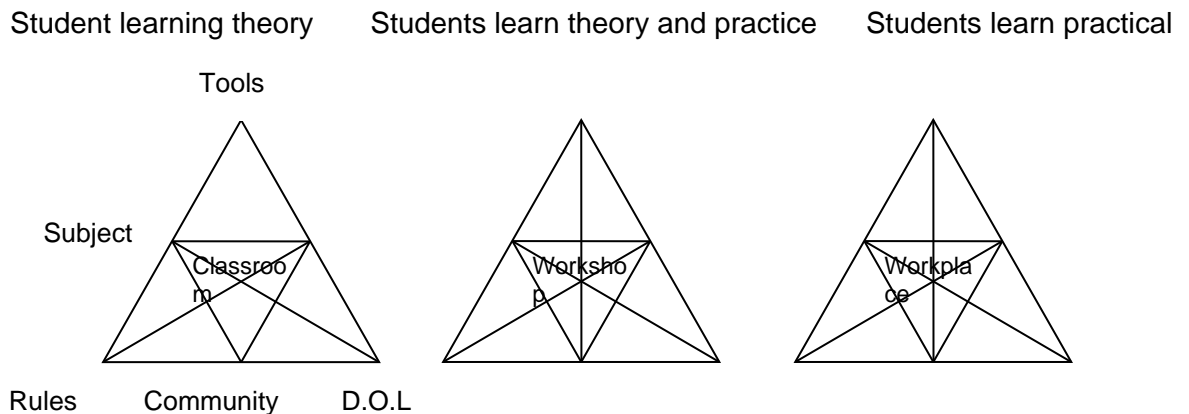 Student learning theory Students learn theory and practice Students learn practical
Tools
Subject
Classroo
m
Worksho
p
Workpla
ce
Rules Community D.O.L